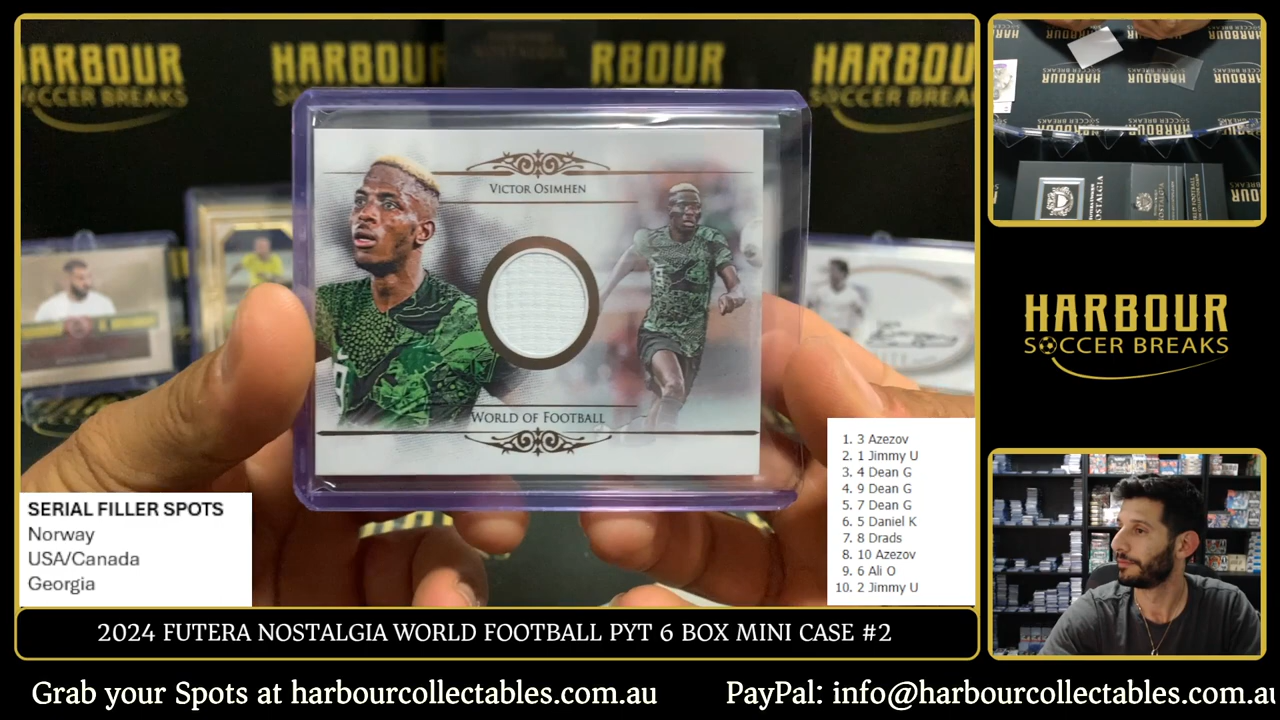 HARBOUR
SOCCER BREAKS
HARBOUR
SOCCER BREAKS
RBOUR
HARBOUR
SOCCER BREA
VICTOR OSIMHEN
WORLD OF FOOTBALL
SERIAL FILLER SPOTS
Norway
USA/Canada
Georgia
1. 3 Azezov
2. 1 Jimmy U
3. 4 Dean G
4. 9 Dean G
5. 7 Dean G
6. 5 Daniel K
7. 8 Drads
8. 10 Azezov
9. 6 Ali O
10. 2 Jimmy U
HARBOUR
SOCCER BREAKS
NOSTALGIA
2024 FUTERA NOSTALGIA WORLD FOOTBALL PYT 6 BOX MINI CASE #2
Grab your Spots at harbourcollectables.com.au
PayPal: info@harbourcollectables.com.au